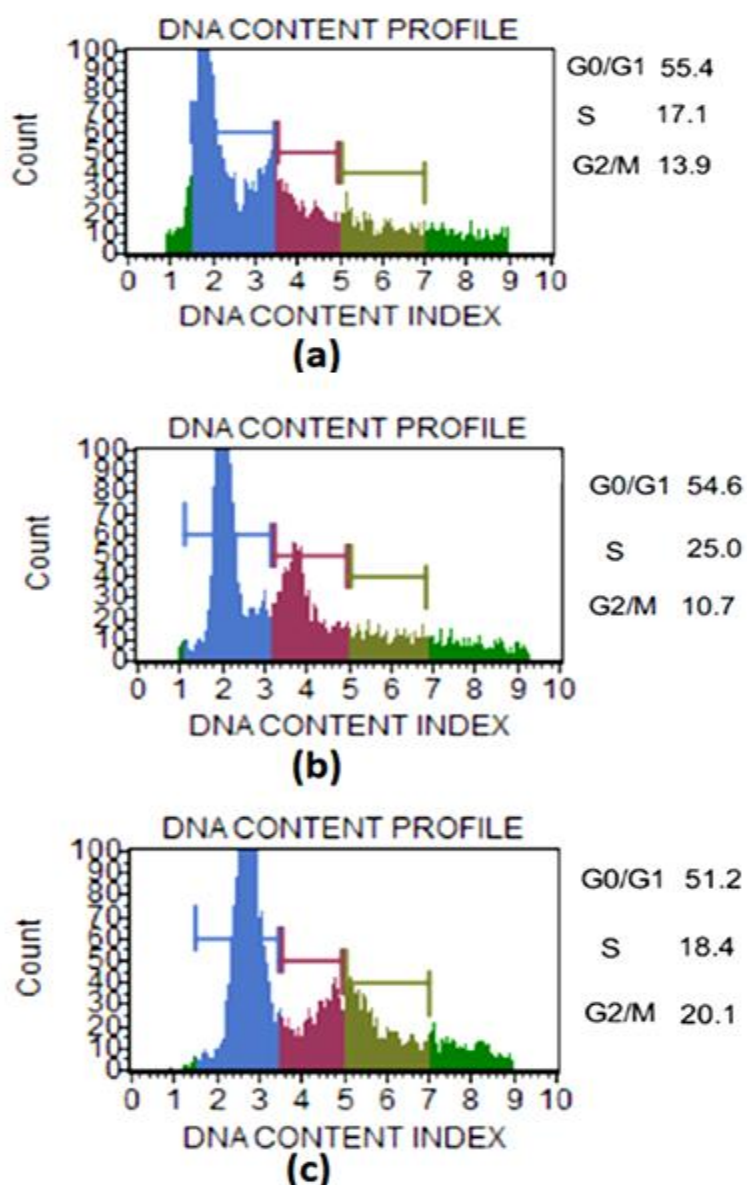 DNA CONTENT PROFILE
100
90
80
70
60
50
40
30
20
10
0
Count
0 1 2 3 4 5 6 7 8 9 10
DNA CONTENT INDEX
G0/G1 55.4
S 17.1
G2/M 13.9
(a)
DNA CONTENT PROFILE
100
90
80
70
60
50
40
30
20
10
0
Count
0 1 2 3 4 5 6 7 8 9 10
DNA CONTENT INDEX
G0/G1 54.6
S 25.0
G2/M 10.7
(b)
DNA CONTENT PROFILE
100
90
80
70
60
50
40
30
20
10
0
Count
0 1 2 3 4 5 6 7 8 9 10
DNA CONTENT INDEX
G0/G1 51.2
S 18.4
G2/M 20.1
(c)